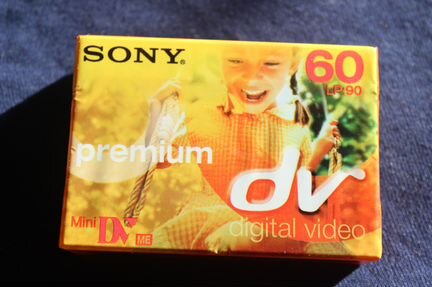 SONY
60
LP:90
premium
dv
digital video
Mini DV ME